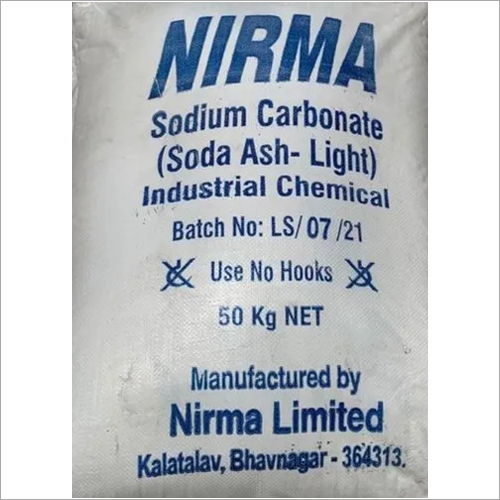 NIRMA
Sodium Carbonate
(Soda Ash- Light)
Industrial Chemical
Batch No: LS/ 07 /21
Use No Hooks
50 Kg NET
Manufactured by
Nirma Limited
Kalatalav, Bhavnagar - 364313.